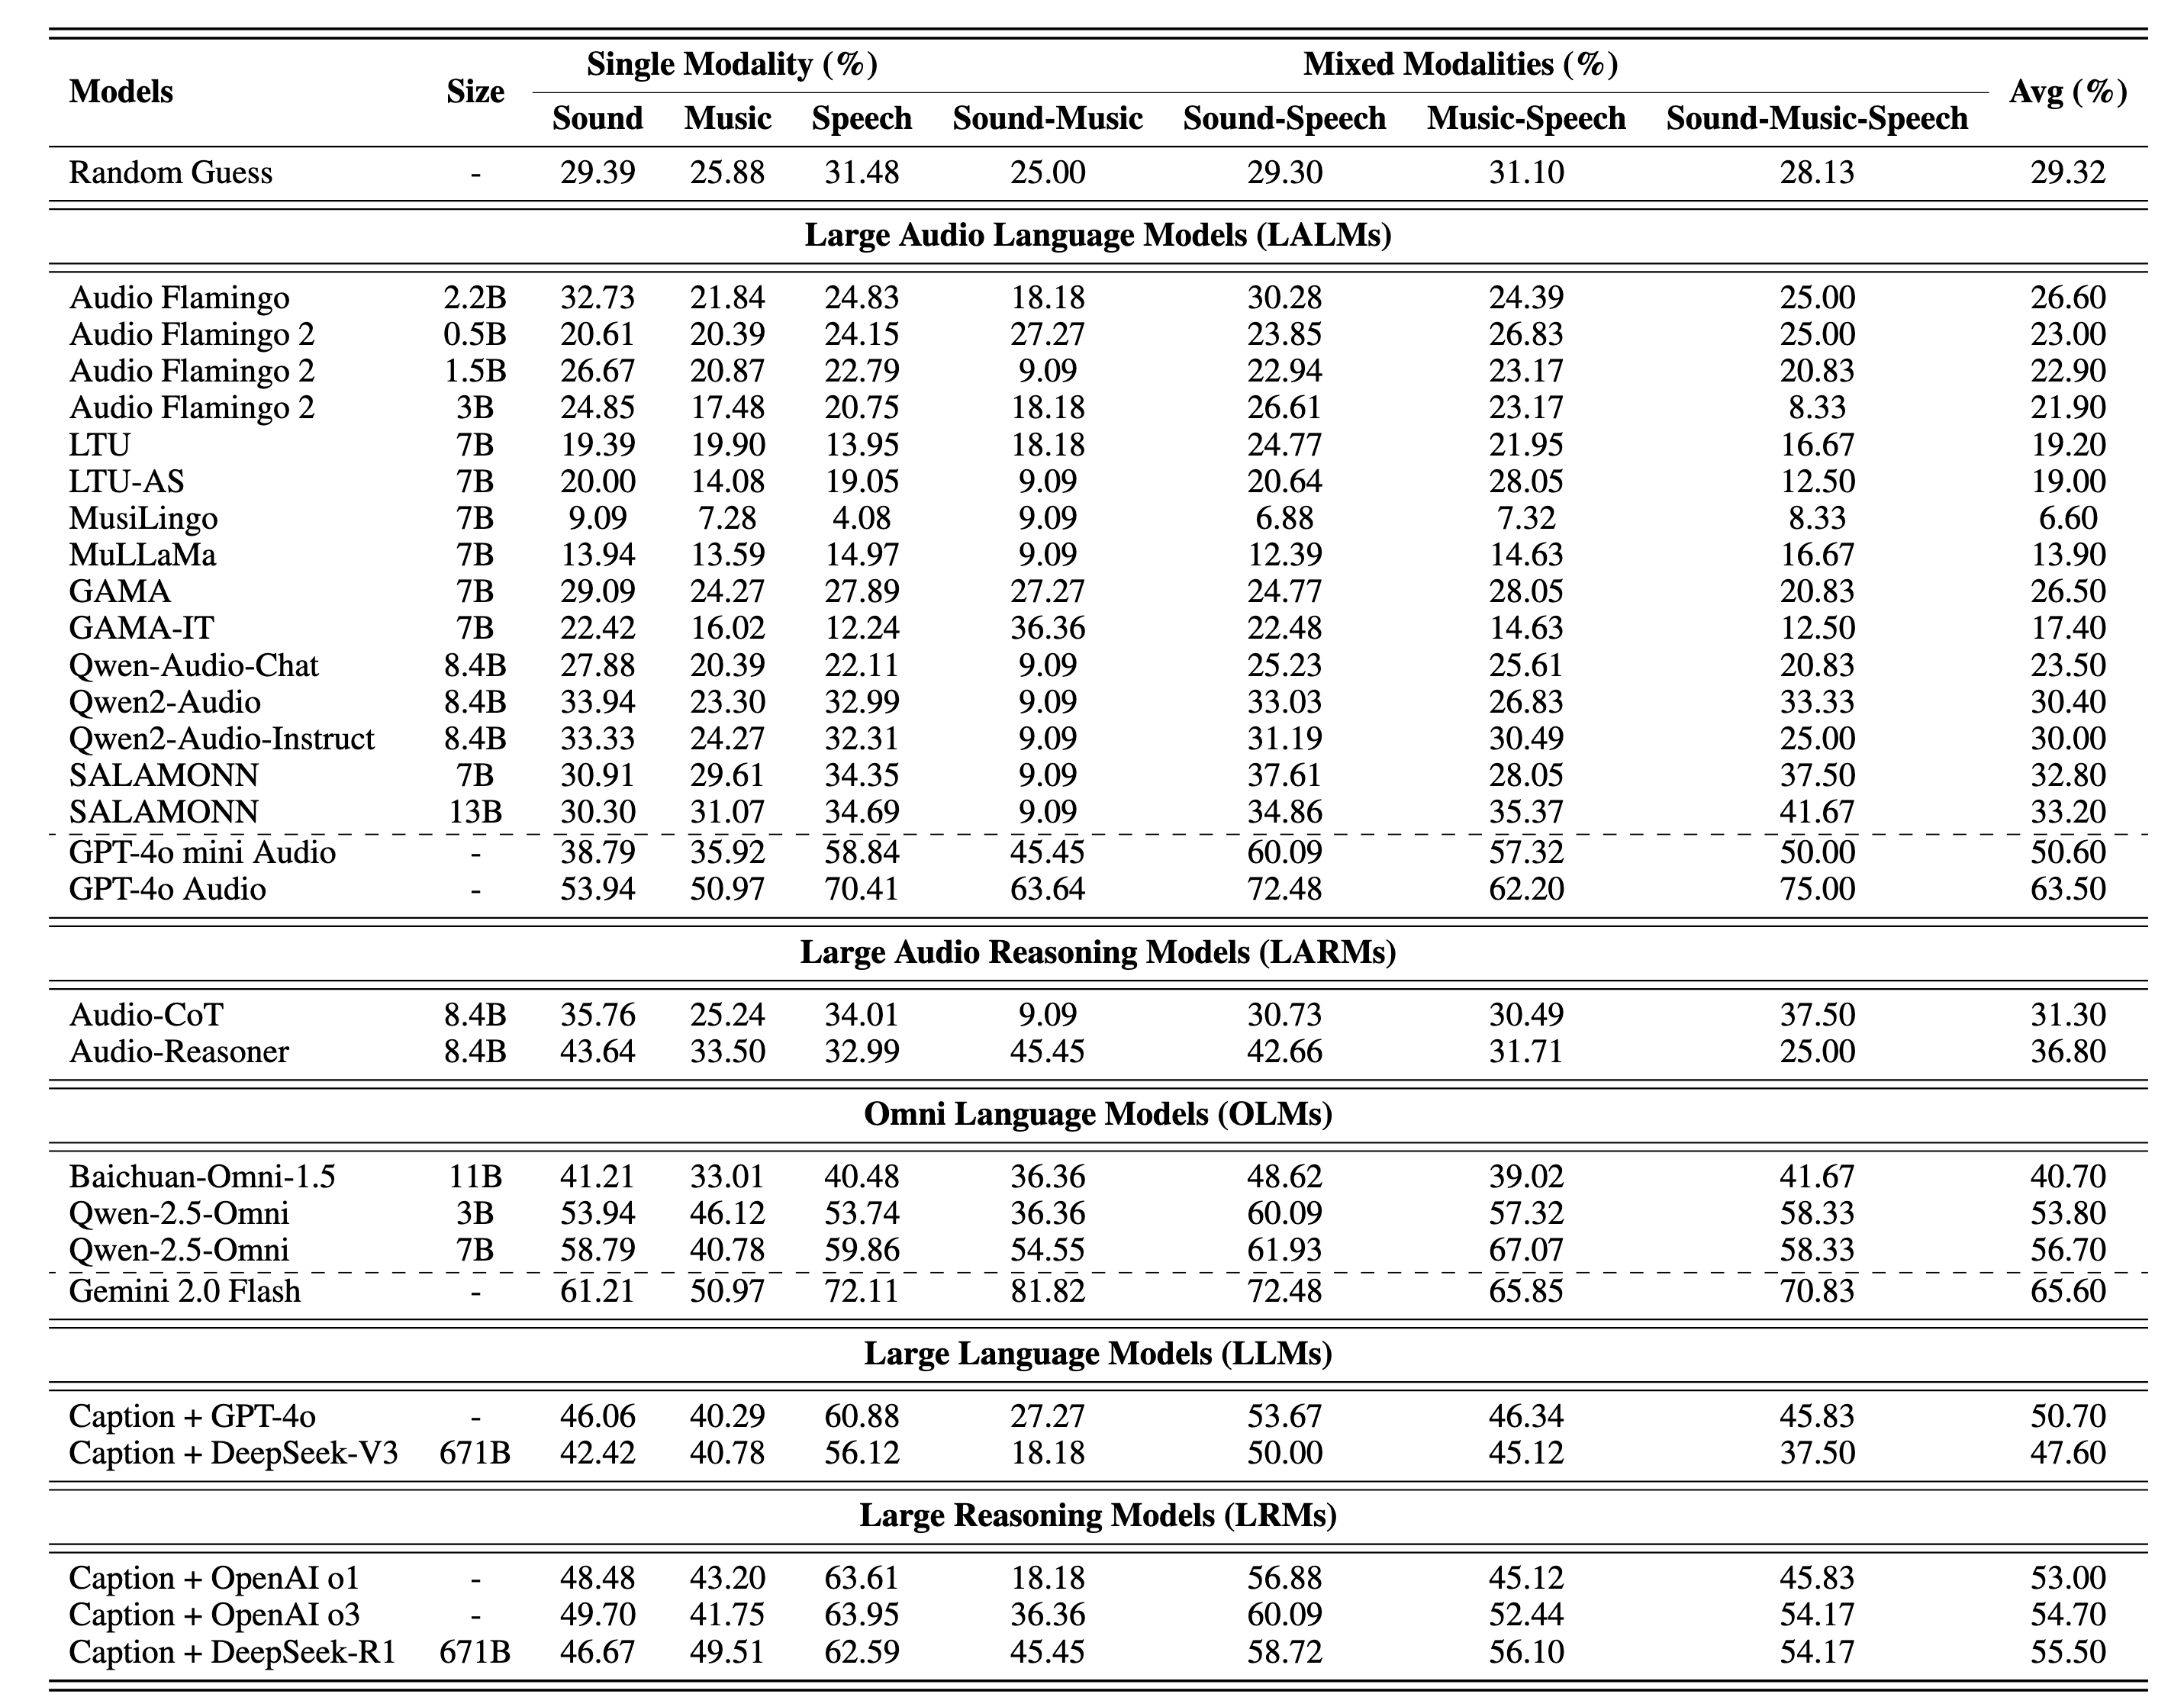 Models Size Single Modality (%) Mixed Modalities (%) Avg (%)
Sound Music Speech Sound-Music Sound-Speech Music-Speech Sound-Music-Speech
Random Guess - 29.39 25.88 31.48 25.00 29.30 31.10 28.13 29.32
Large Audio Language Models (LALMs)
Audio Flamingo 2.2B 32.73 21.84 24.83 18.18 30.28 24.39 25.00 26.60
Audio Flamingo 2 0.5B 20.61 20.39 24.15 27.27 23.85 26.83 25.00 23.00
Audio Flamingo 2 1.5B 26.67 20.87 22.79 9.09 22.94 23.17 20.83 22.90
Audio Flamingo 2 3B 24.85 17.48 20.75 18.18 26.61 23.17 8.33 21.90
LTU 7B 19.39 19.90 13.95 18.18 24.77 21.95 16.67 19.20
LTU-AS 7B 20.00 14.08 19.05 9.09 20.64 28.05 12.50 19.00
MusiLingo 7B 9.09 7.28 4.08 9.09 6.88 7.32 8.33 6.60
MuLLaMa 7B 13.94 13.59 14.97 9.09 12.39 14.63 16.67 13.90
GAMA 7B 29.09 24.27 27.89 27.27 24.77 28.05 20.83 26.50
GAMA-IT 7B 22.42 16.02 12.24 36.36 22.48 14.63 12.50 17.40
Qwen-Audio-Chat 8.4B 27.88 20.39 22.11 9.09 25.23 25.61 20.83 23.50
Qwen2-Audio 8.4B 33.94 23.30 32.99 9.09 33.03 26.83 33.33 30.40
Qwen2-Audio-Instruct 8.4B 33.33 24.27 32.31 9.09 31.19 30.49 25.00 30.00
SALAMONN 7B 30.91 29.61 34.35 9.09 37.61 28.05 37.50 32.80
SALAMONN 13B 30.30 31.07 34.69 9.09 34.86 35.37 41.67 33.20
GPT-4o mini Audio - 38.79 35.92 58.84 45.45 60.09 57.32 50.00 50.60
GPT-4o Audio - 53.94 50.97 70.41 63.64 72.48 62.20 75.00 63.50
Large Audio Reasoning Models (LARMs)
Audio-CoT 8.4B 35.76 25.24 34.01 9.09 30.73 30.49 37.50 31.30
Audio-Reasoner 8.4B 43.64 33.50 32.99 45.45 42.66 31.71 25.00 36.80
Omni Language Models (OLMs)
Baichuan-Omni-1.5 11B 41.21 33.01 40.48 36.36 48.62 39.02 41.67 40.70
Qwen-2.5-Omni 3B 53.94 46.12 53.74 36.36 60.09 57.32 58.33 53.80
Qwen-2.5-Omni 7B 58.79 40.78 59.86 54.55 61.93 67.07 58.33 56.70
Gemini 2.0 Flash - 61.21 50.97 72.11 81.82 72.48 65.85 70.83 65.60
Large Language Models (LLMs)
Caption + GPT-4o - 46.06 40.29 60.88 27.27 53.67 46.34 45.83 50.70
Caption + DeepSeek-V3 671B 42.42 40.78 56.12 18.18 50.00 45.12 37.50 47.60
Large Reasoning Models (LRMs)
Caption + OpenAI o1 - 48.48 43.20 63.61 18.18 56.88 45.12 45.83 53.00
Caption + OpenAI o3 - 49.70 41.75 63.95 36.36 60.09 52.44 54.17 54.70
Caption + DeepSeek-R1 671B 46.67 49.51 62.59 45.45 58.72 56.10 54.17 55.50